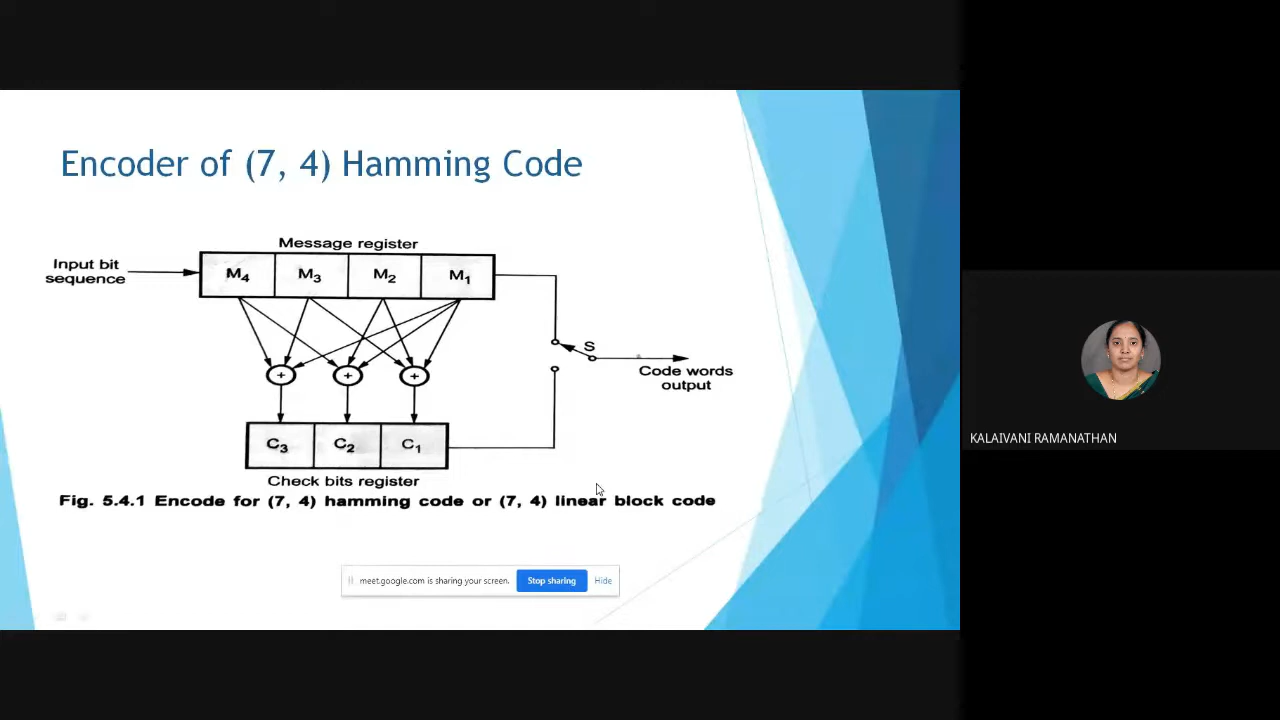 Encoder of (7, 4) Hamming Code
Message register
Input bit
sequence
M4 M3 M2 M1
S
+ + +
Code words
output
C3 C2 C1
Check bits register
Fig. 5.4.1 Encode for (7, 4) hamming code or (7, 4) linear block code
meet.google.com is sharing your screen. Stop sharing Hide
KALAIVANI RAMANATHAN